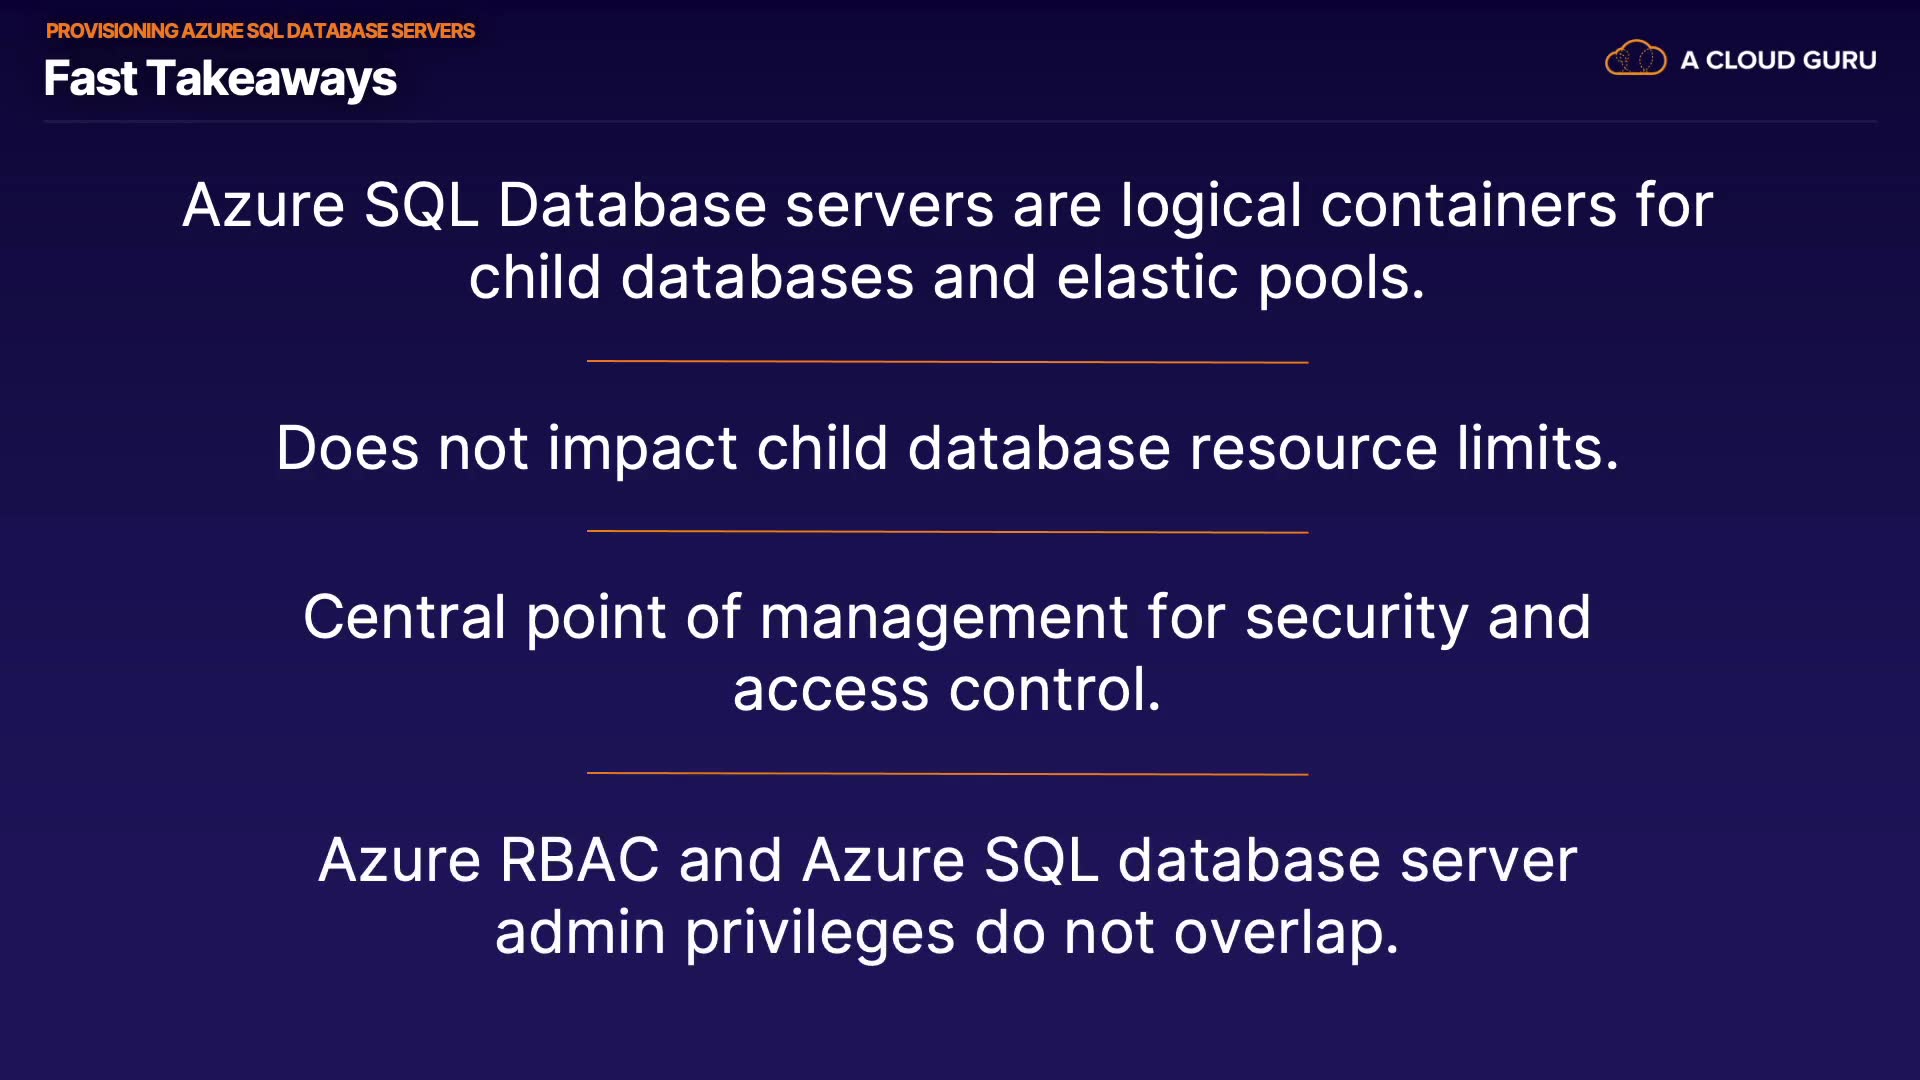 PROVISIONING AZURE SQL DATABASE SERVERS
Fast Takeaways
A CLOUD GURU
Azure SQL Database servers are logical containers for
child databases and elastic pools.
Does not impact child database resource limits.
Central point of management for security and
access control.
Azure RBAC and Azure SQL database server
admin privileges do not overlap.